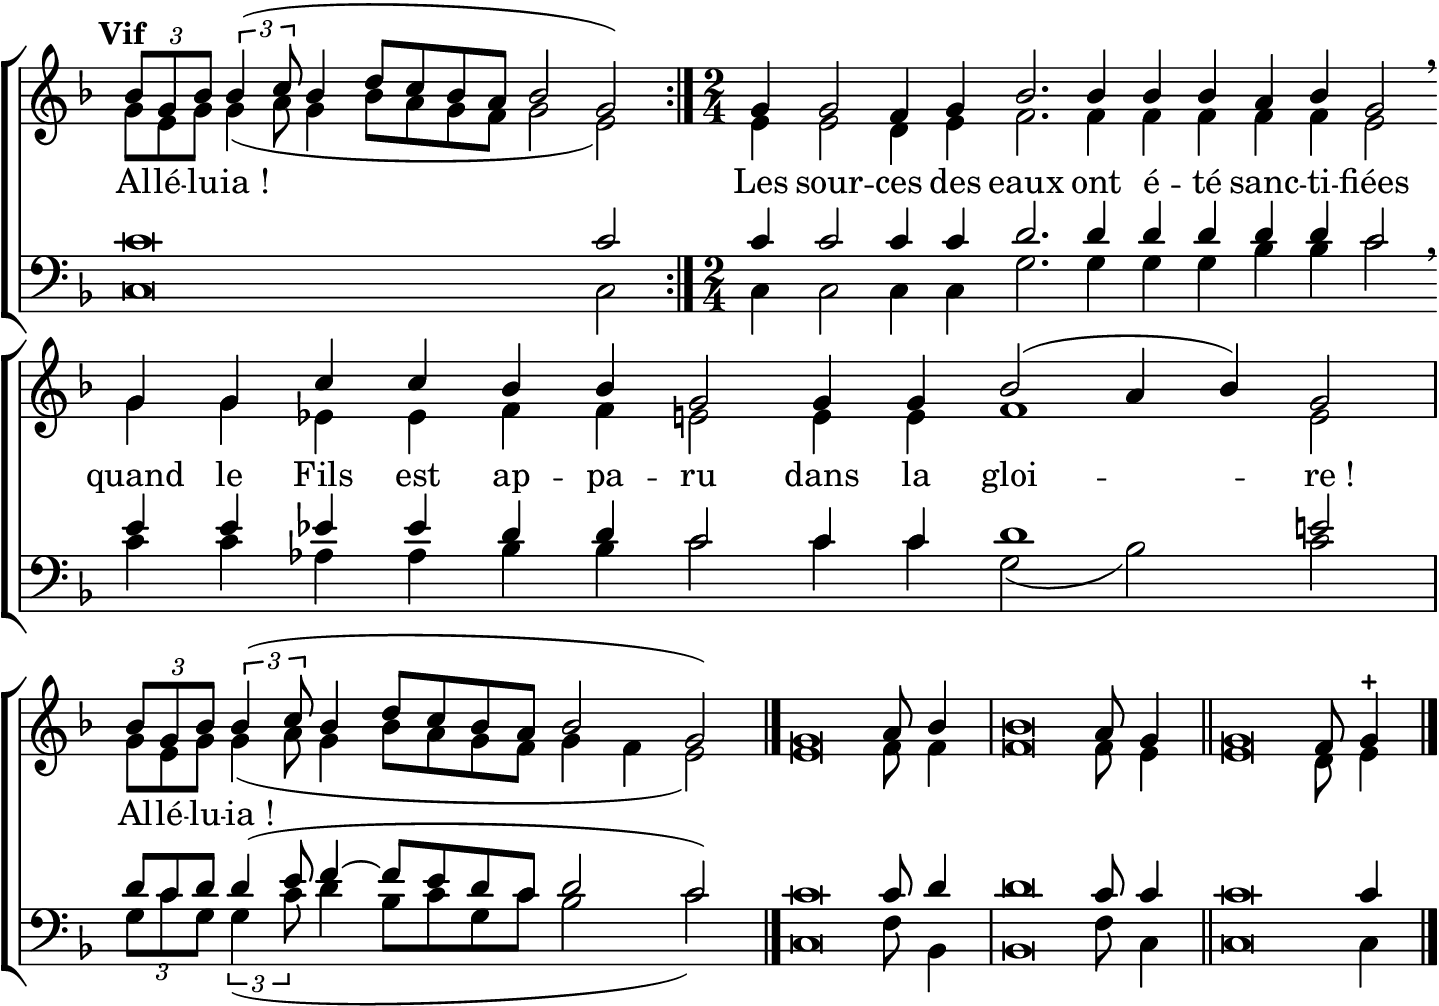 Vif
Allé-luia !
Les sour-ces des eaux ont é-té sanc-ti-fiées
quand le Fils est ap-pa-ru dans la gloi-re !
Allé-lu-ia !